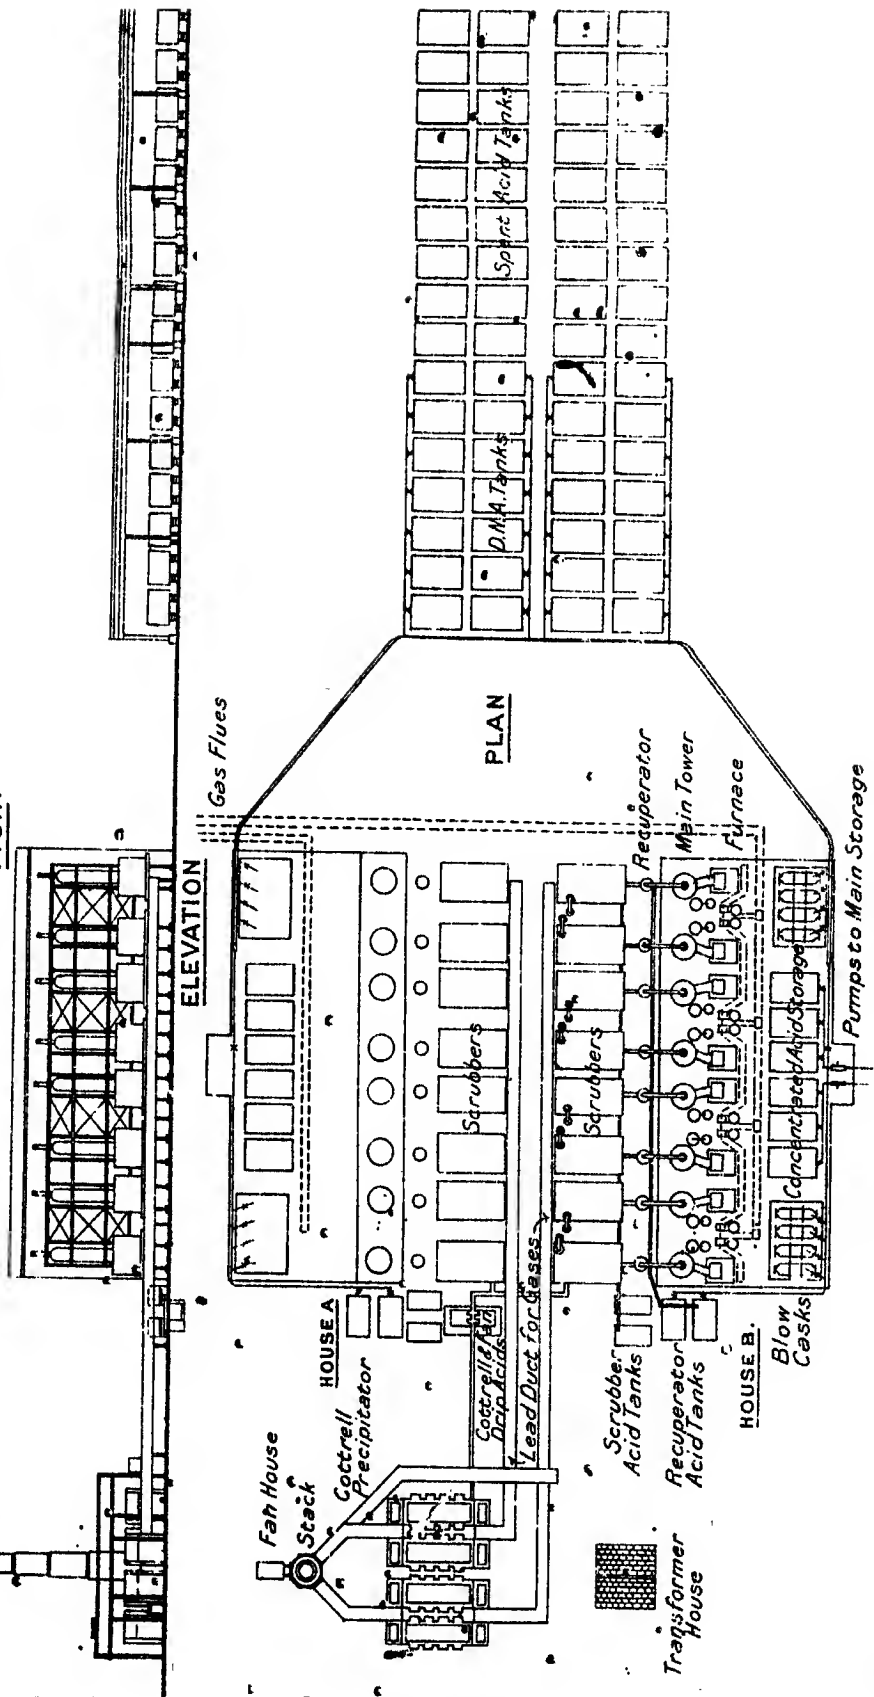 ELEVATION
Gas Flues
PLAN
Spent Acid Tanks
D.N.A. Tanks
Recuperator
Main Tower
Furnace
Pumps to Main Storage
Scrubbers
Scrubbers
Concentrated Acid Storage
HOUSE A
Cottrell & Fan
Drip Acids
Lead Duct for Gases
Scrubber
Acid Tanks
Recuperator
Acid Tanks
HOUSE B.
Blow
Casks
Fan House
Stack
Cottrell
Precipitator
Transformer
House